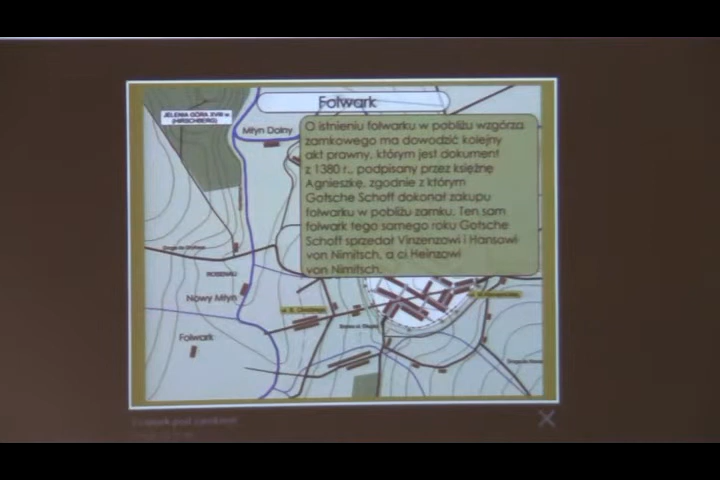 Folwark
JELENIA GÓRA XVIII w
(HIRSCHBERG)
Młyn Dolny
O istnieniu folwarku w pobliżu wzgórza
zamkowego ma dowodzić kolejny
akt prawny, którym jest dokument
z 1380 r., podpisany przez księżnę
Agnieszkę, zgodnie z którym
Gotsche Schoff dokonał zakupu
folwarku w pobliżu zamku. Ten sam
folwark tego samego roku Gotsche
Schoff sprzedał Vinzenzowi i Hansowi
von Nimitsch, a ci Heinzowi
von Nimitsch.
Nowy Młyn
Folwark